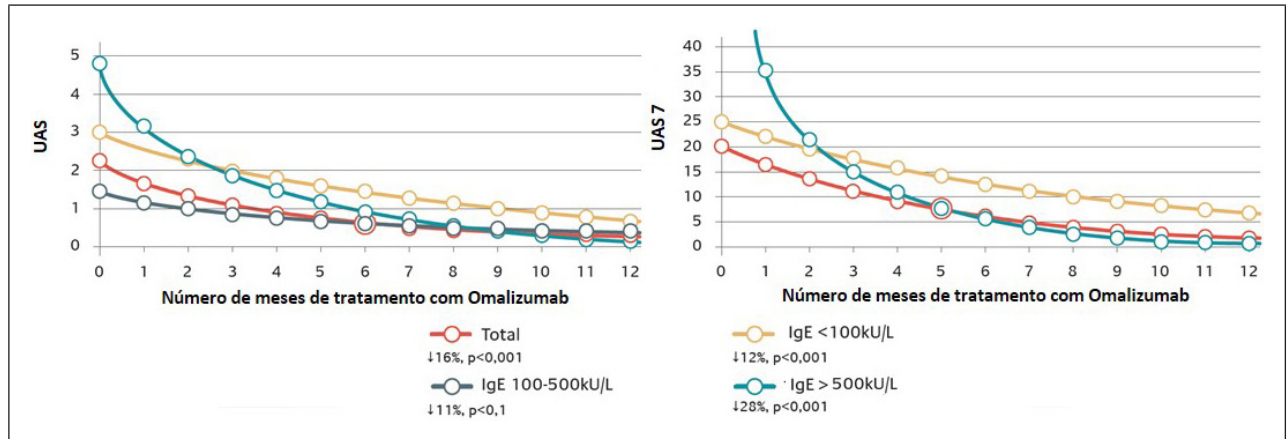 UAS
5
4
3
2
1
0
0 1 2 3 4 5 6 7 8 9 10 11 12
Número de meses de tratamento com Omalizumab
UAS 7
40
35
30
25
20
15
10
5
0
0 1 2 3 4 5 6 7 8 9 10 11 12
Número de meses de tratamento com Omalizumab
Total
↓16%, p<0,001
IgE 100-500kU/L
↓11%, p<0,1
IgE <100kU/L
↓12%, p<0,001
IgE > 500kU/L
↓28%, p<0,001